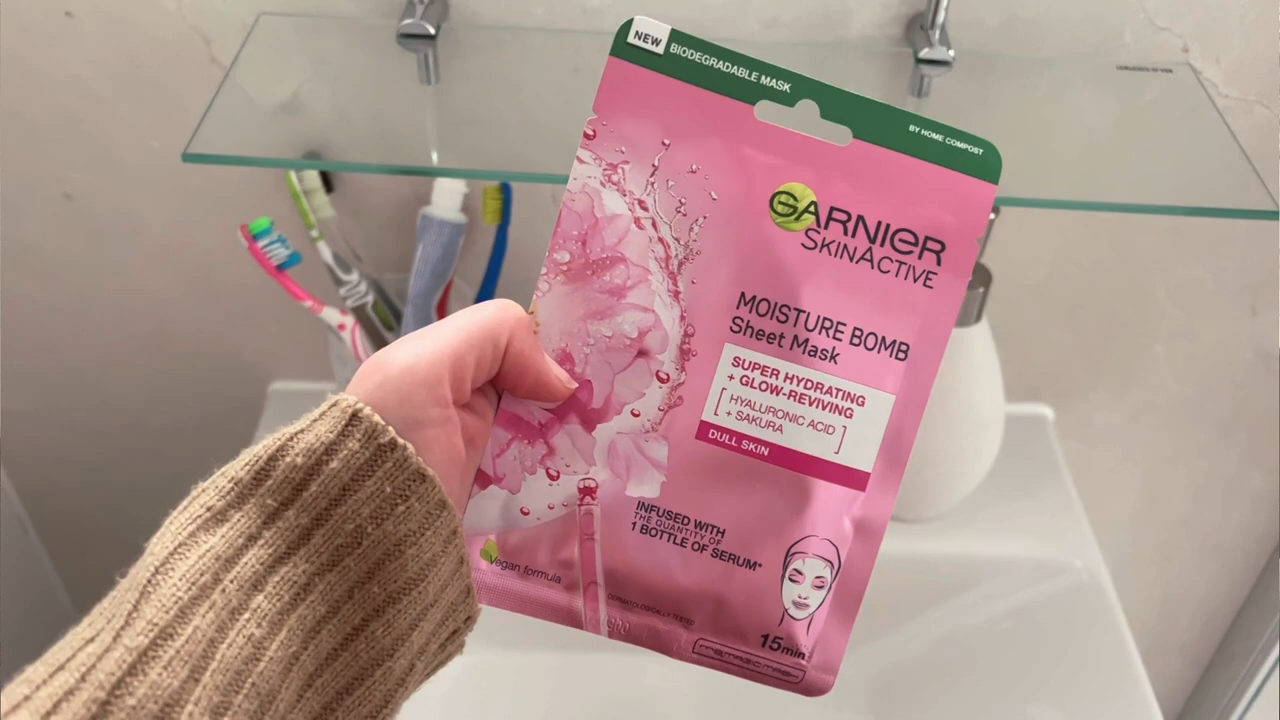 NEW
BIODEGRADABLE MASK
BY HOME COMPOST
GARNIER
SKINACTIVE
MOISTURE BOMB
Sheet Mask
SUPER HYDRATING
+ GLOW-REVIVING
HYALURONIC ACID
+ SAKURA
DULL SKIN
INFUSED WITH
THE QUANTITY OF
1 BOTTLE OF SERUM*
Vegan formula
DERMATOLOGICALLY TESTED
15min